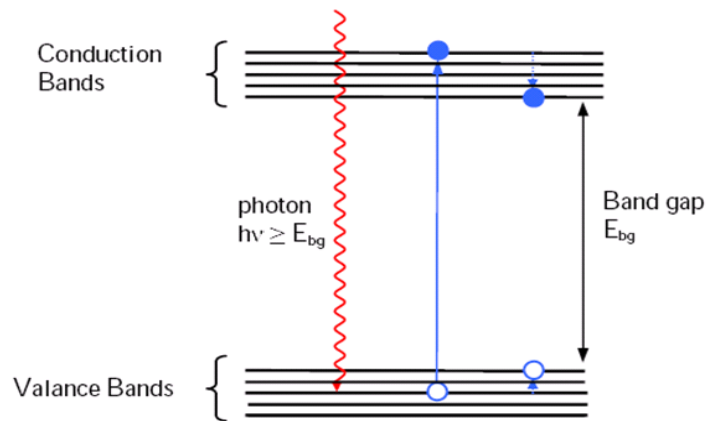 Conduction
Bands
photon
hν ≥ E_bg
Band gap
E_bg
Valance Bands